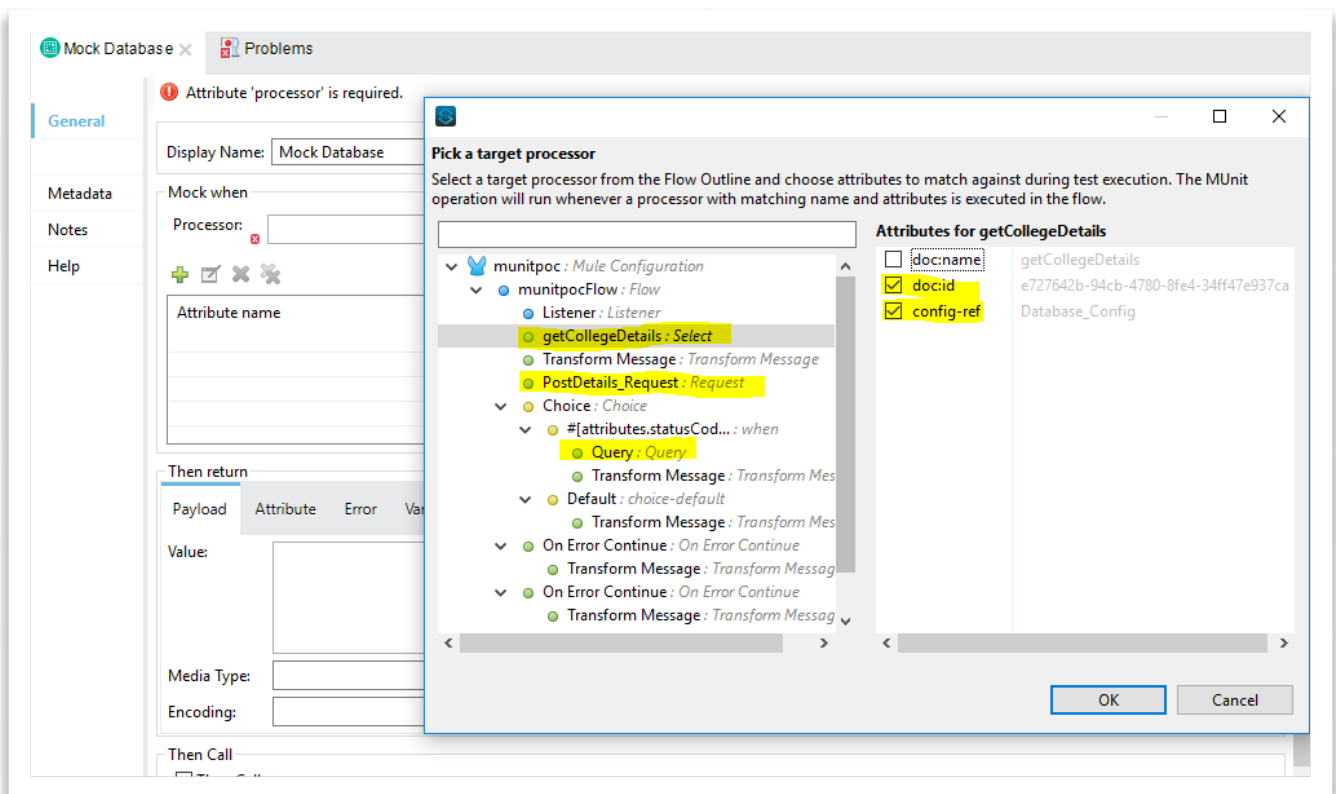 Mock Database
Problems
Attribute 'processor' is required.
General
Metadata
Notes
Help
Display Name: Mock Database
Mock when
Processor:
Attribute name
Then return
Payload Attribute Error
Value:
Media Type:
Encoding:
Then Call
Pick a target processor
Select a target processor from the Flow Outline and choose attributes to match against during test execution. The MUnit
operation will run whenever a processor with matching name and attributes is executed in the flow.
munitpoc : Mule Configuration
munitpocFlow : Flow
Listener : Listener
getCollegeDetails : Select
Transform Message : Transform Message
PostDetails_Request : Request
Choice : Choice
#[attributes.statusCod... : when
Query : Query
Transform Message : Transform Mes
Default : choice-default
Transform Message : Transform Mes
On Error Continue : On Error Continue
Transform Message : Transform Messag
On Error Continue : On Error Continue
Transform Message : Transform Messag
Attributes for getCollegeDetails
doc:name getCollegeDetails
doc:id e727642b-94cb-4780-8fe4-34ff47e937ca
config-ref Database_Config
OK Cancel